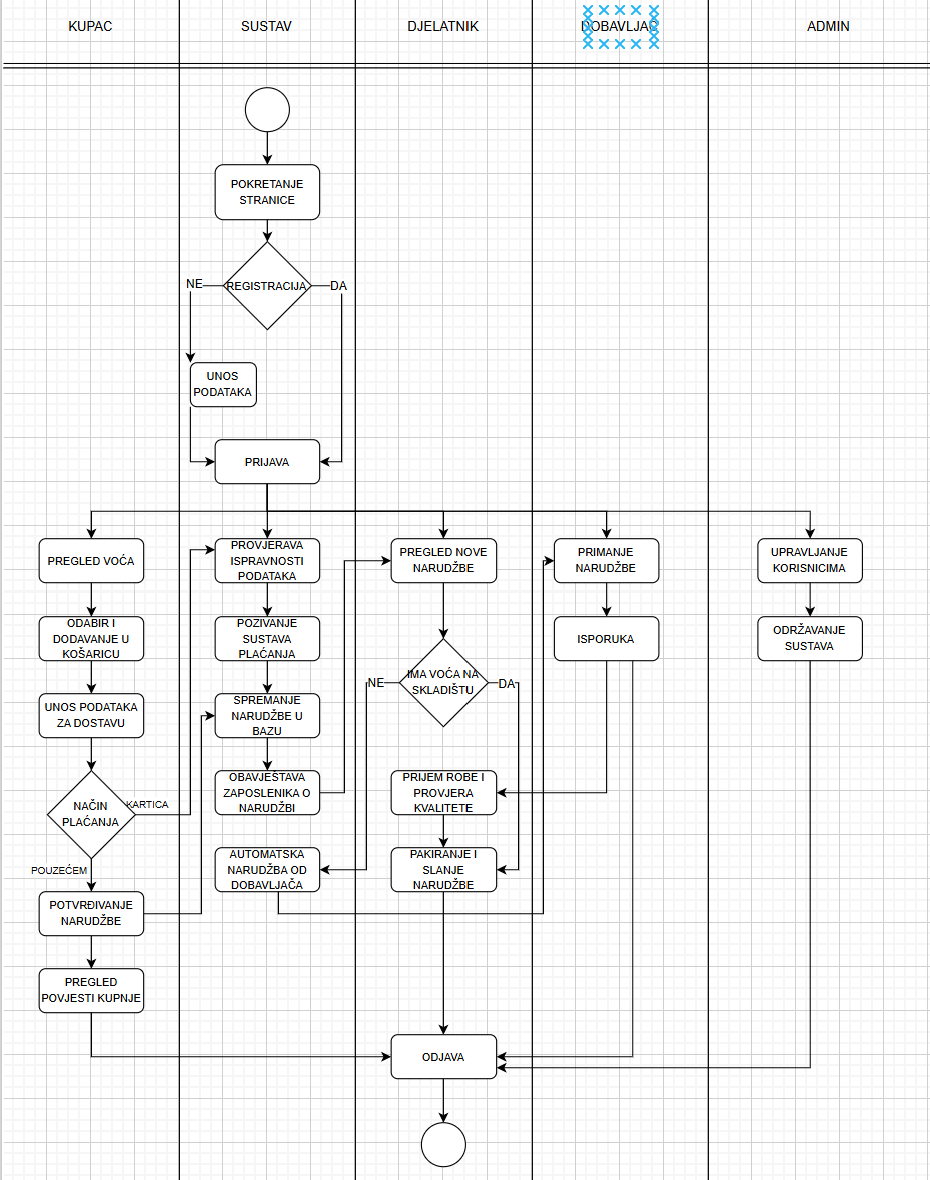 KUPAC
SUSTAV
DJELATNIK
DOBAVLJAČ
ADMIN
POKRETANJE
STRANICE
REGISTRACIJA
NE
DA
UNOS
PODATAKA
PRIJAVA
PREGLED VOĆA
PROVJERAVA
ISPRAVNOSTI
PODATAKA
PREGLED NOVE
NARUDŽBE
PRIMANJE
NARUDŽBE
UPRAVLJANJE
KORISNICIMA
ODABIR I
DODAVANJE U
KOŠARICU
POZIVANJE
SUSTAVA
PLAĆANJA
IMA VOĆA NA
SKLADIŠTU
NE
DA
ISPORUKA
ODRŽAVANJE
SUSTAVA
UNOS PODATAKA
ZA DOSTAVU
SPREMANJE
NARUDŽBE U
BAZU
NAČIN
PLAĆANJA
KARTICA
POUZEĆEM
OBAVJEŠTAVA
ZAPOSLENIKA O
NARUDŽBI
PRIJEM ROBE I
PROVJERA
KVALITETE
AUTOMATSKA
NARUDŽBA OD
DOBAVLJAČA
PAKIRANJE I
SLANJE
NARUDŽBE
POTVRĐIVANJE
NARUDŽBE
PREGLED
POVJESTI KUPNJE
ODJAVA